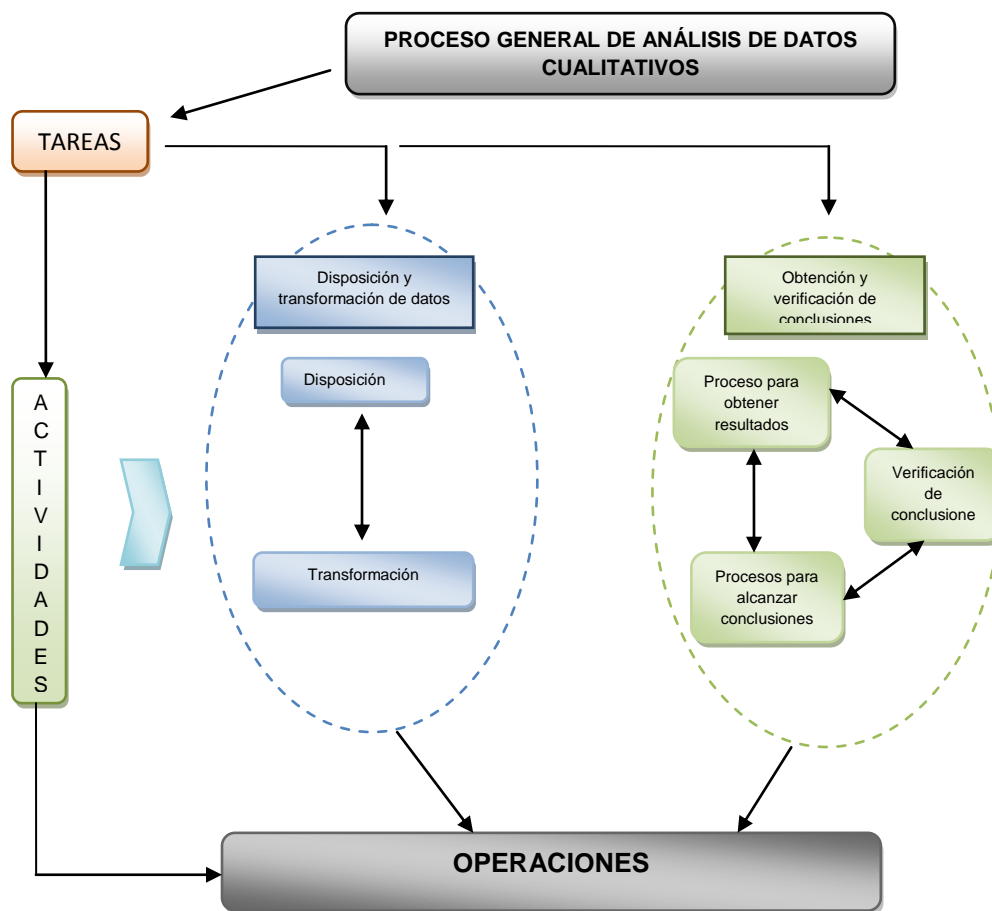 PROCESO GENERAL DE ANÁLISIS DE DATOS
CUALITATIVOS
TAREAS
Disposición y
transformación de datos
Obtención y
verificación de
conclusiones
Disposición
Proceso para
obtener
resultados
A
C
T
I
V
I
D
A
D
E
S
Verificación
de
conclusione
Transformación
Procesos para
alcanzar
conclusiones
OPERACIONES